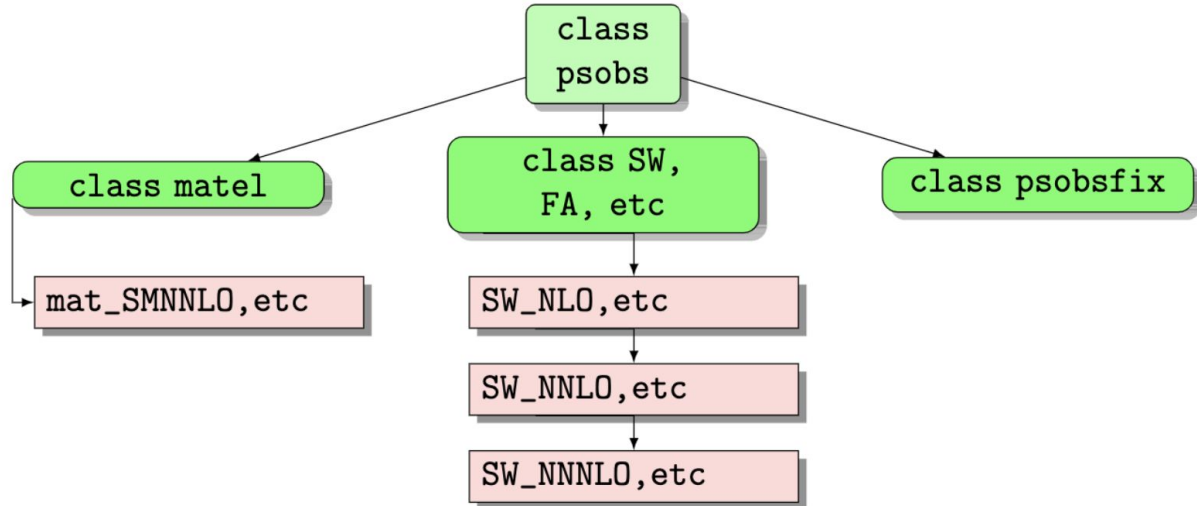 class
psobs
class matel
class SW,
FA, etc
class psobsfix
mat_SMNNLO,etc
SW_NLO,etc
SW_NNLO,etc
SW_NNNLO,etc